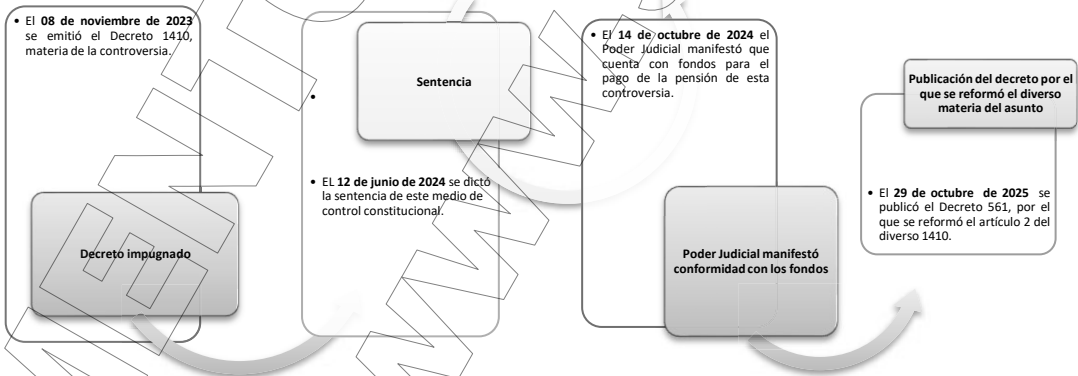 • El 08 de noviembre de 2023
se emitió el Decreto 1410,
materia de la controversia.
Decreto impugnado
Sentencia
•
• EL 12 de junio de 2024 se dictó
la sentencia de este medio de
control constitucional.
• El 14 de octubre de 2024 el
Poder Judicial manifestó que
cuenta con fondos para el
pago de la pensión de esta
controversia.
Poder Judicial manifestó
conformidad con los fondos
Publicación del decreto por el
que se reformó el diverso
materia del asunto
• El 29 de octubre de 2025 se
publicó el Decreto 561, por el
que se reformó el artículo 2 del
diverso 1410.